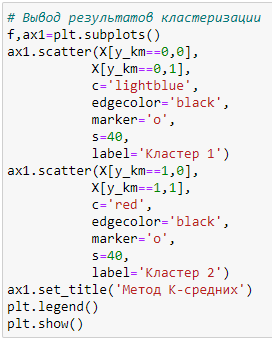 # Вывод результатов кластеризации
f,ax1=plt.subplots()
ax1.scatter(X[y_km==0,0],
            X[y_km==0,1],
            c='lightblue',
            edgecolor='black',
            marker='o',
            s=40,
            label='Кластер 1')
ax1.scatter(X[y_km==1,0],
            X[y_km==1,1],
            c='red',
            edgecolor='black',
            marker='o',
            s=40,
            label='Кластер 2')
ax1.set_title('Метод К-средних')
plt.legend()
plt.show()